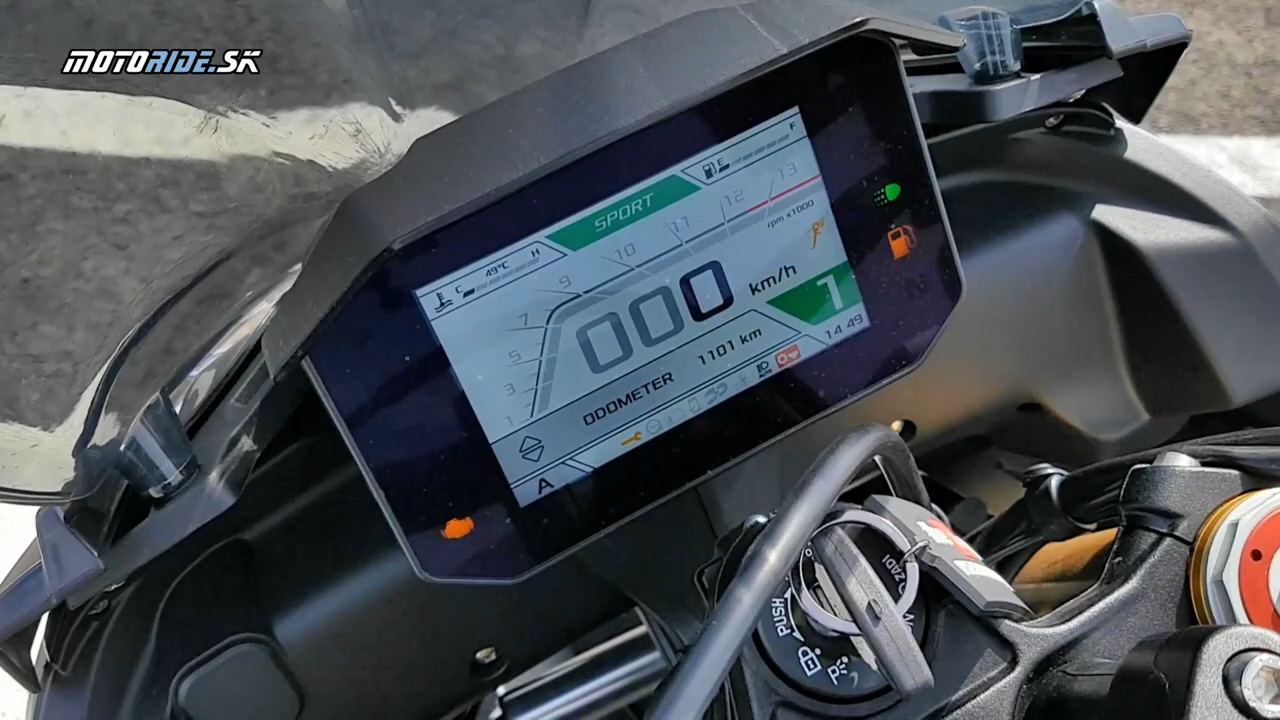 MOTORIDE.SK
F
E
SPORT
H
49°C
C
13
12
11
10
9
7
5
3
1
rpm x1000
000 km/h
1
ODOMETER 1101 km
14 49
A
PUSH
P